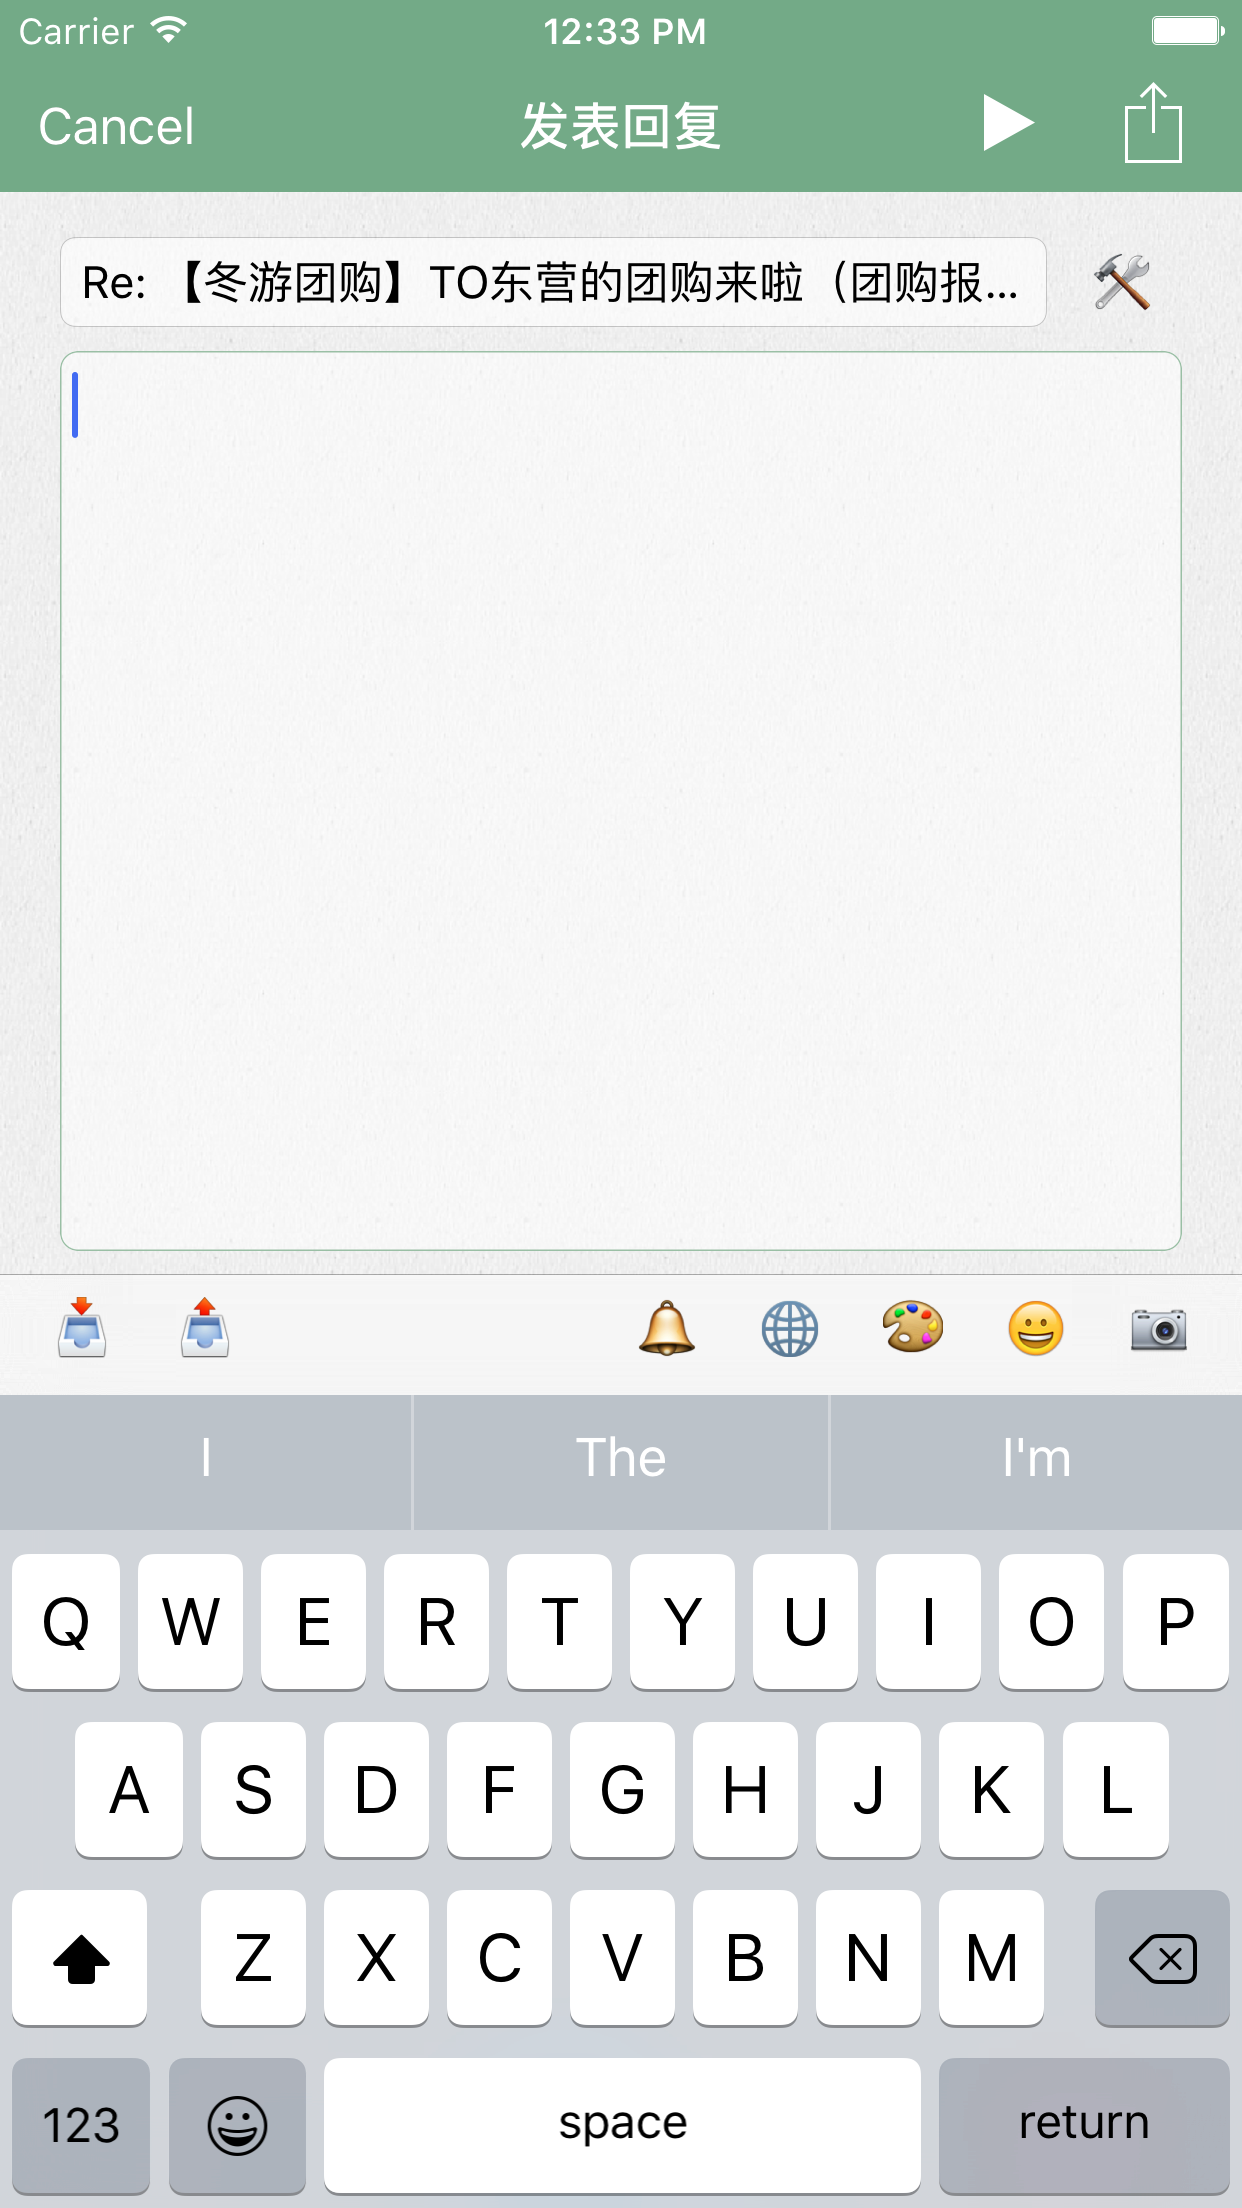 Carrier 12:33 PM
Cancel 发表回复
Re: 【冬游团购】TO东营的团购来啦（团购报...
I The I'm
Q W E R T Y U I O P
A S D F G H J K L
Z X C V B N M
123 space return